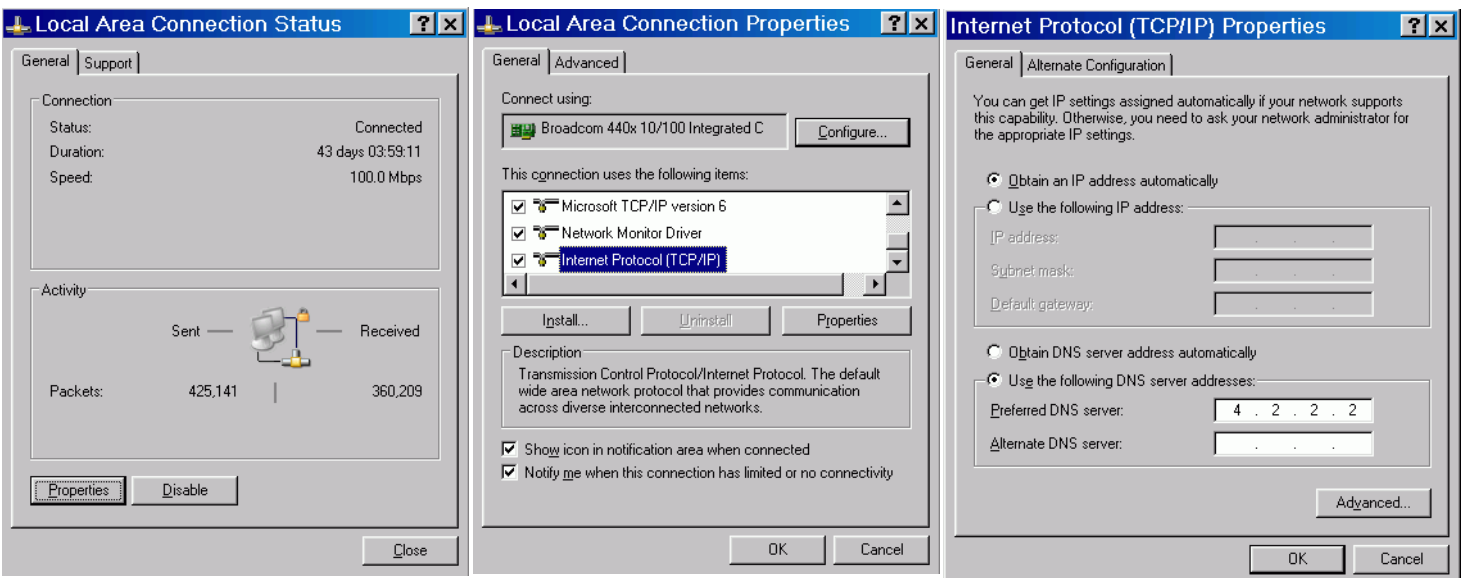 Local Area Connection Status
General Support
Connection
Status: Connected
Duration: 43 days 03:59:11
Speed: 100.0 Mbps
Activity
Sent Received
Packets: 425,141 360,209
Properties Disable
Close
Local Area Connection Properties
General Advanced
Connect using:
Broadcom 440x 10/100 Integrated C Configure...
This connection uses the following items:
Microsoft TCP/IP version 6
Network Monitor Driver
Internet Protocol (TCP/IP)
Install... Uninstall Properties
Description
Transmission Control Protocol/Internet Protocol. The default
wide area network protocol that provides communication
across diverse interconnected networks.
Show icon in notification area when connected
Notify me when this connection has limited or no connectivity
OK Cancel
Internet Protocol (TCP/IP) Properties
General Alternate Configuration
You can get IP settings assigned automatically if your network supports
this capability. Otherwise, you need to ask your network administrator for
the appropriate IP settings.
Obtain an IP address automatically
Use the following IP address:
IP address: . . .
Subnet mask: . . .
Default gateway: . . .
Obtain DNS server address automatically
Use the following DNS server addresses:
Preferred DNS server: 4 . 2 . 2 . 2
Alternate DNS server: . . .
Advanced...
OK Cancel